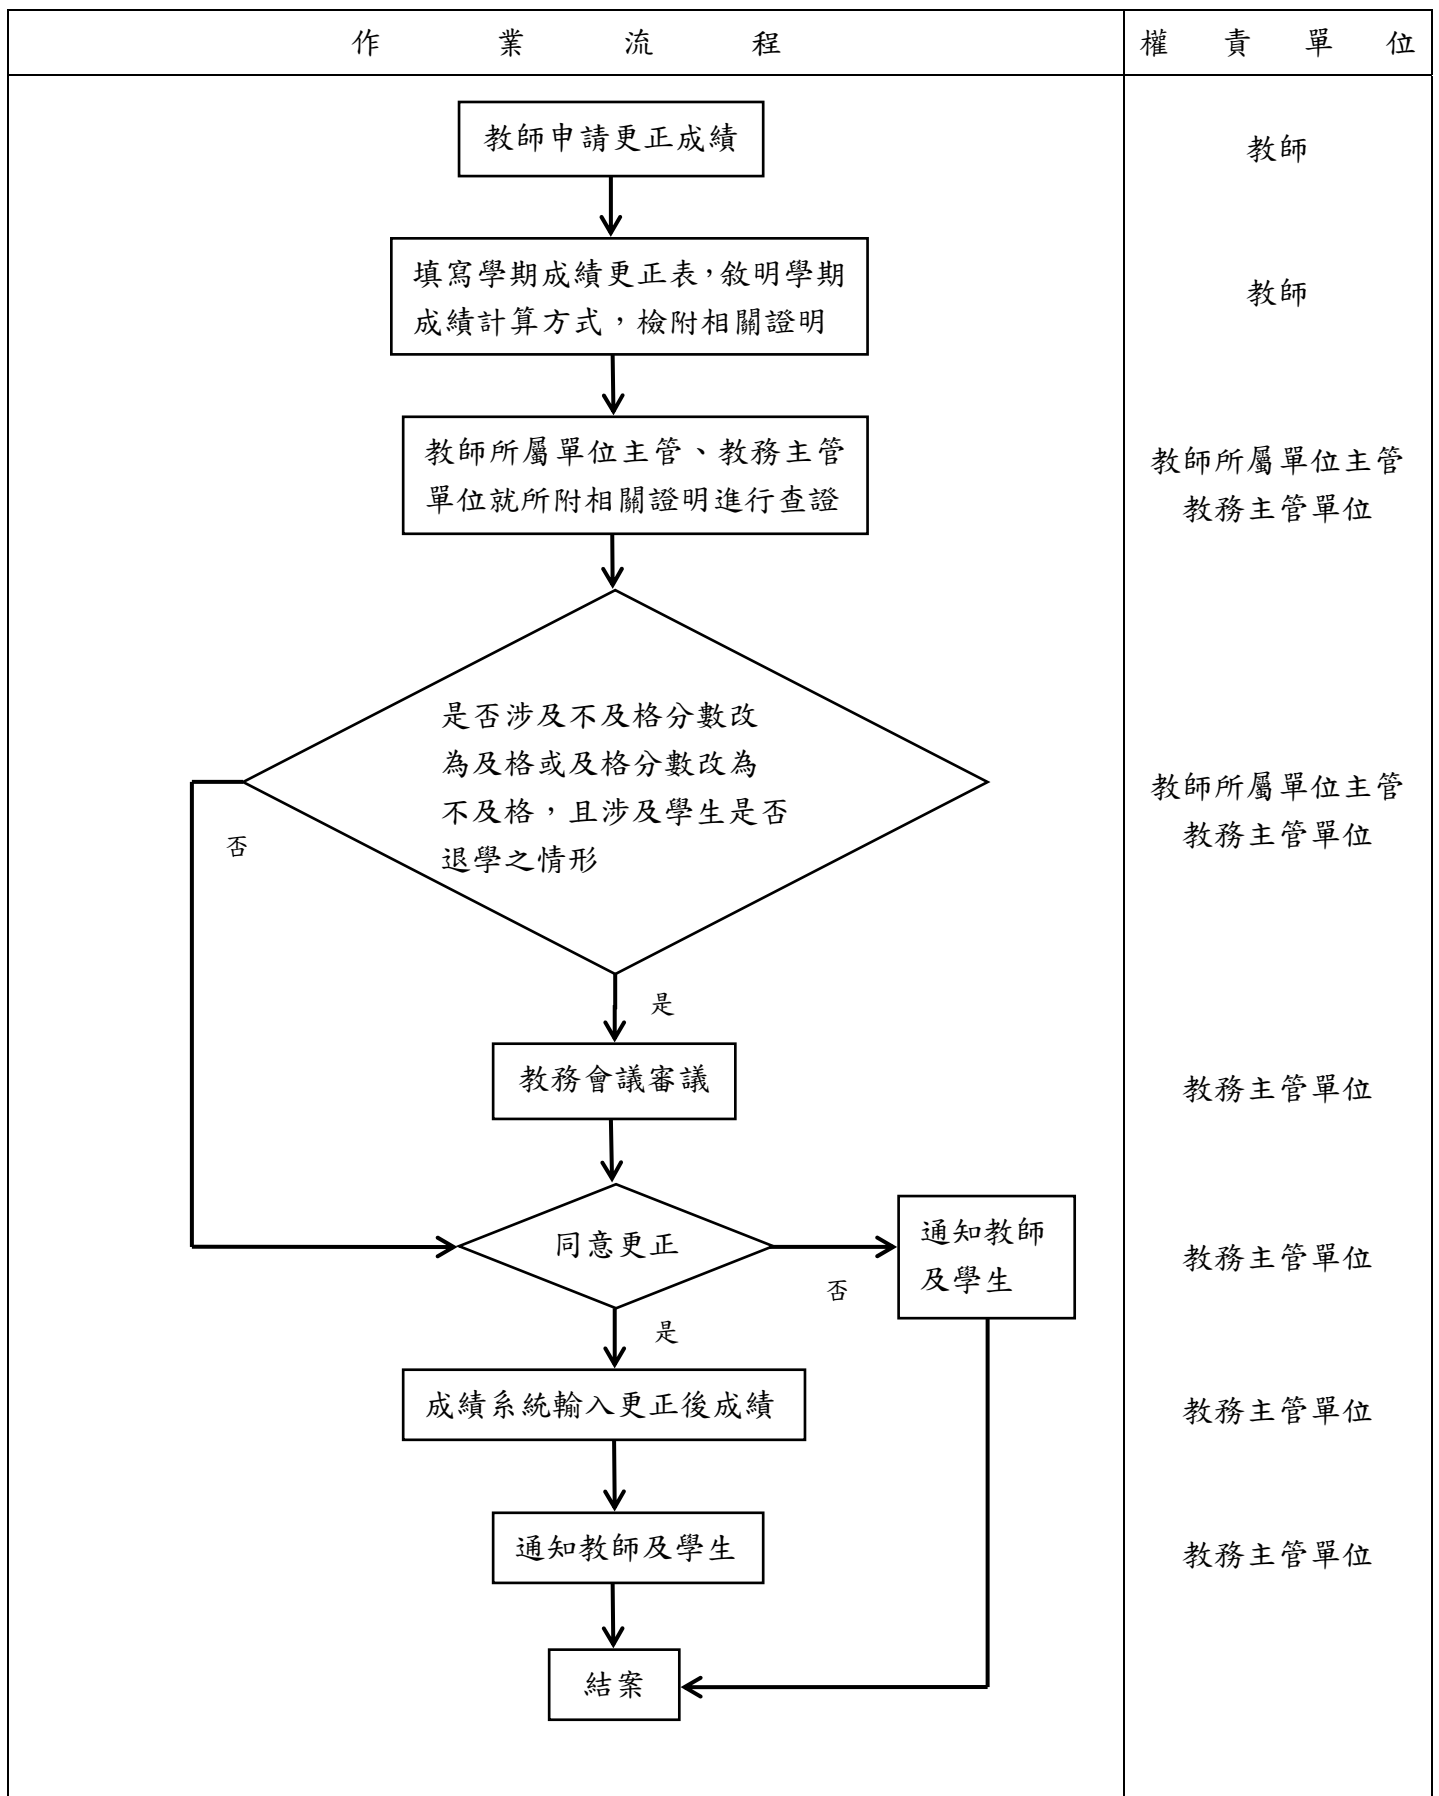 作業流程
權責單位
教師申請更正成績
教師
填寫學期成績更正表，敘明學期
成績計算方式，檢附相關證明
教師
教師所屬單位主管、教務主管
單位就所附相關證明進行查證
教師所屬單位主管
教務主管單位
是否涉及不及格分數改
為及格或及格分數改為
不及格，且涉及學生是否
退學之情形
教師所屬單位主管
教務主管單位
否
是
教務會議審議
教務主管單位
同意更正
否
通知教師
及學生
教務主管單位
是
成績系統輸入更正後成績
教務主管單位
通知教師及學生
教務主管單位
結案